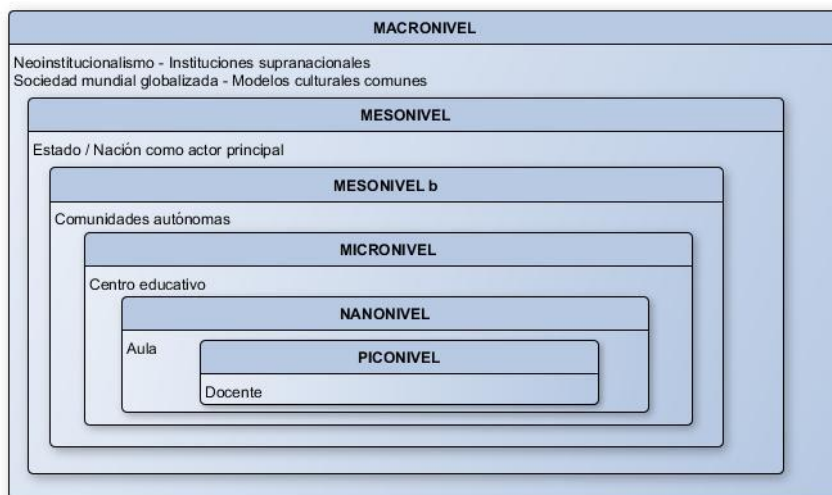 MACRONIVEL
Neoinstitucionalismo - Instituciones supranacionales
Sociedad mundial globalizada - Modelos culturales comunes
MESONIVEL
Estado / Nación como actor principal
MESONIVEL b
Comunidades autónomas
MICRONIVEL
Centro educativo
NANONIVEL
Aula
PICONIVEL
Docente